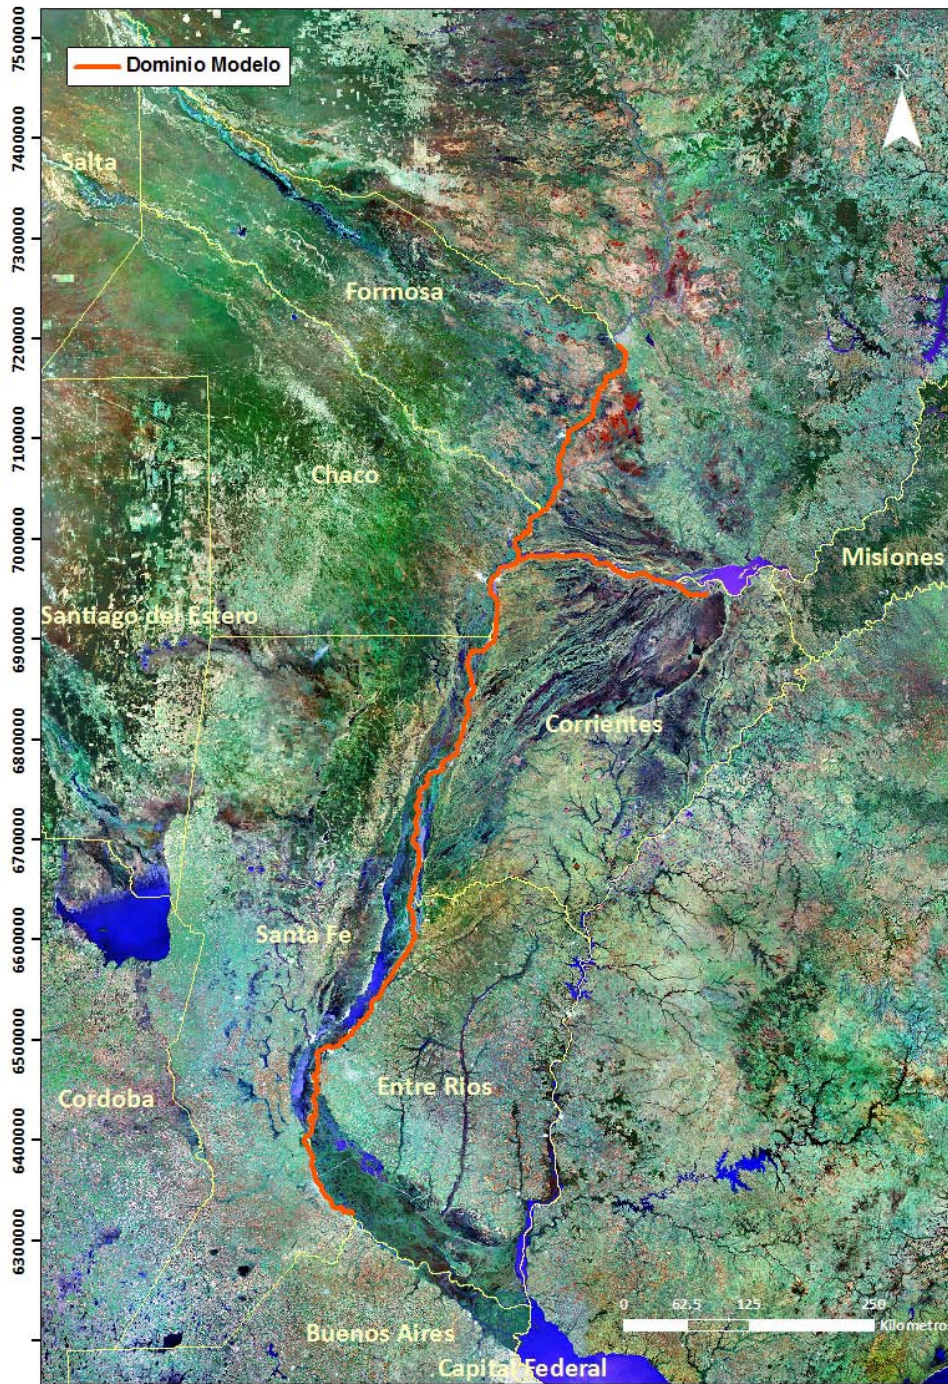 7500000
Dominio Modelo
N
7400000
Salta
7300000
Formosa
7200000
7100000
Chaco
7000000
Misiones
6900000
Santiago del Estero
6800000
Corrientes
6700000
6600000
Santa Fe
6500000
Cordoba
Entre Rios
6400000
6300000
0 62.5 125 250
Kilometro
Buenos Aires
Capital Federal